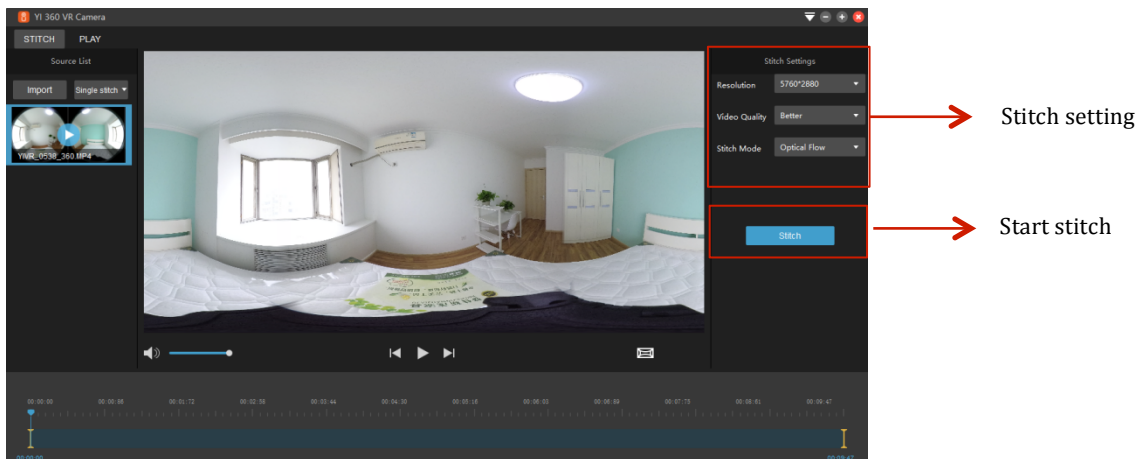 YI 360 VR Camera
STITCH PLAY
Source List
Import Single stitch
YIVR_0538_360.MP4
Stitch Settings
Resolution 5760*2880
Video Quality Better
Stitch Mode Optical Flow
Stitch
Stitch setting
Start stitch
00:00:00 00:00:86 00:01:72 00:02:58 00:03:44 00:04:30 00:05:16 00:06:03 00:06:89 00:07:75 00:08:61 00:09:47
00:00:00 00:09:47